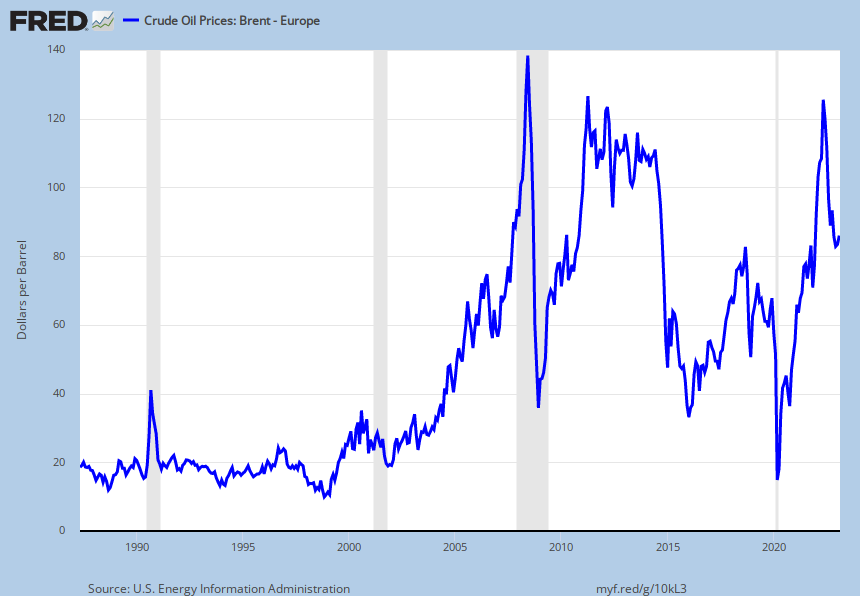 FRED Crude Oil Prices: Brent - Europe
140
120
100
80
60
40
20
0
Dollars per Barrel
1990 1995 2000 2005 2010 2015 2020
Source: U.S. Energy Information Administration myf.red/g/10kL3